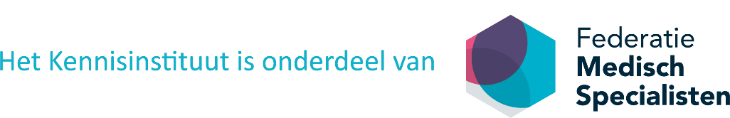 Het Kennisinstituut is onderdeel van
Federatie
Medisch
Specialisten